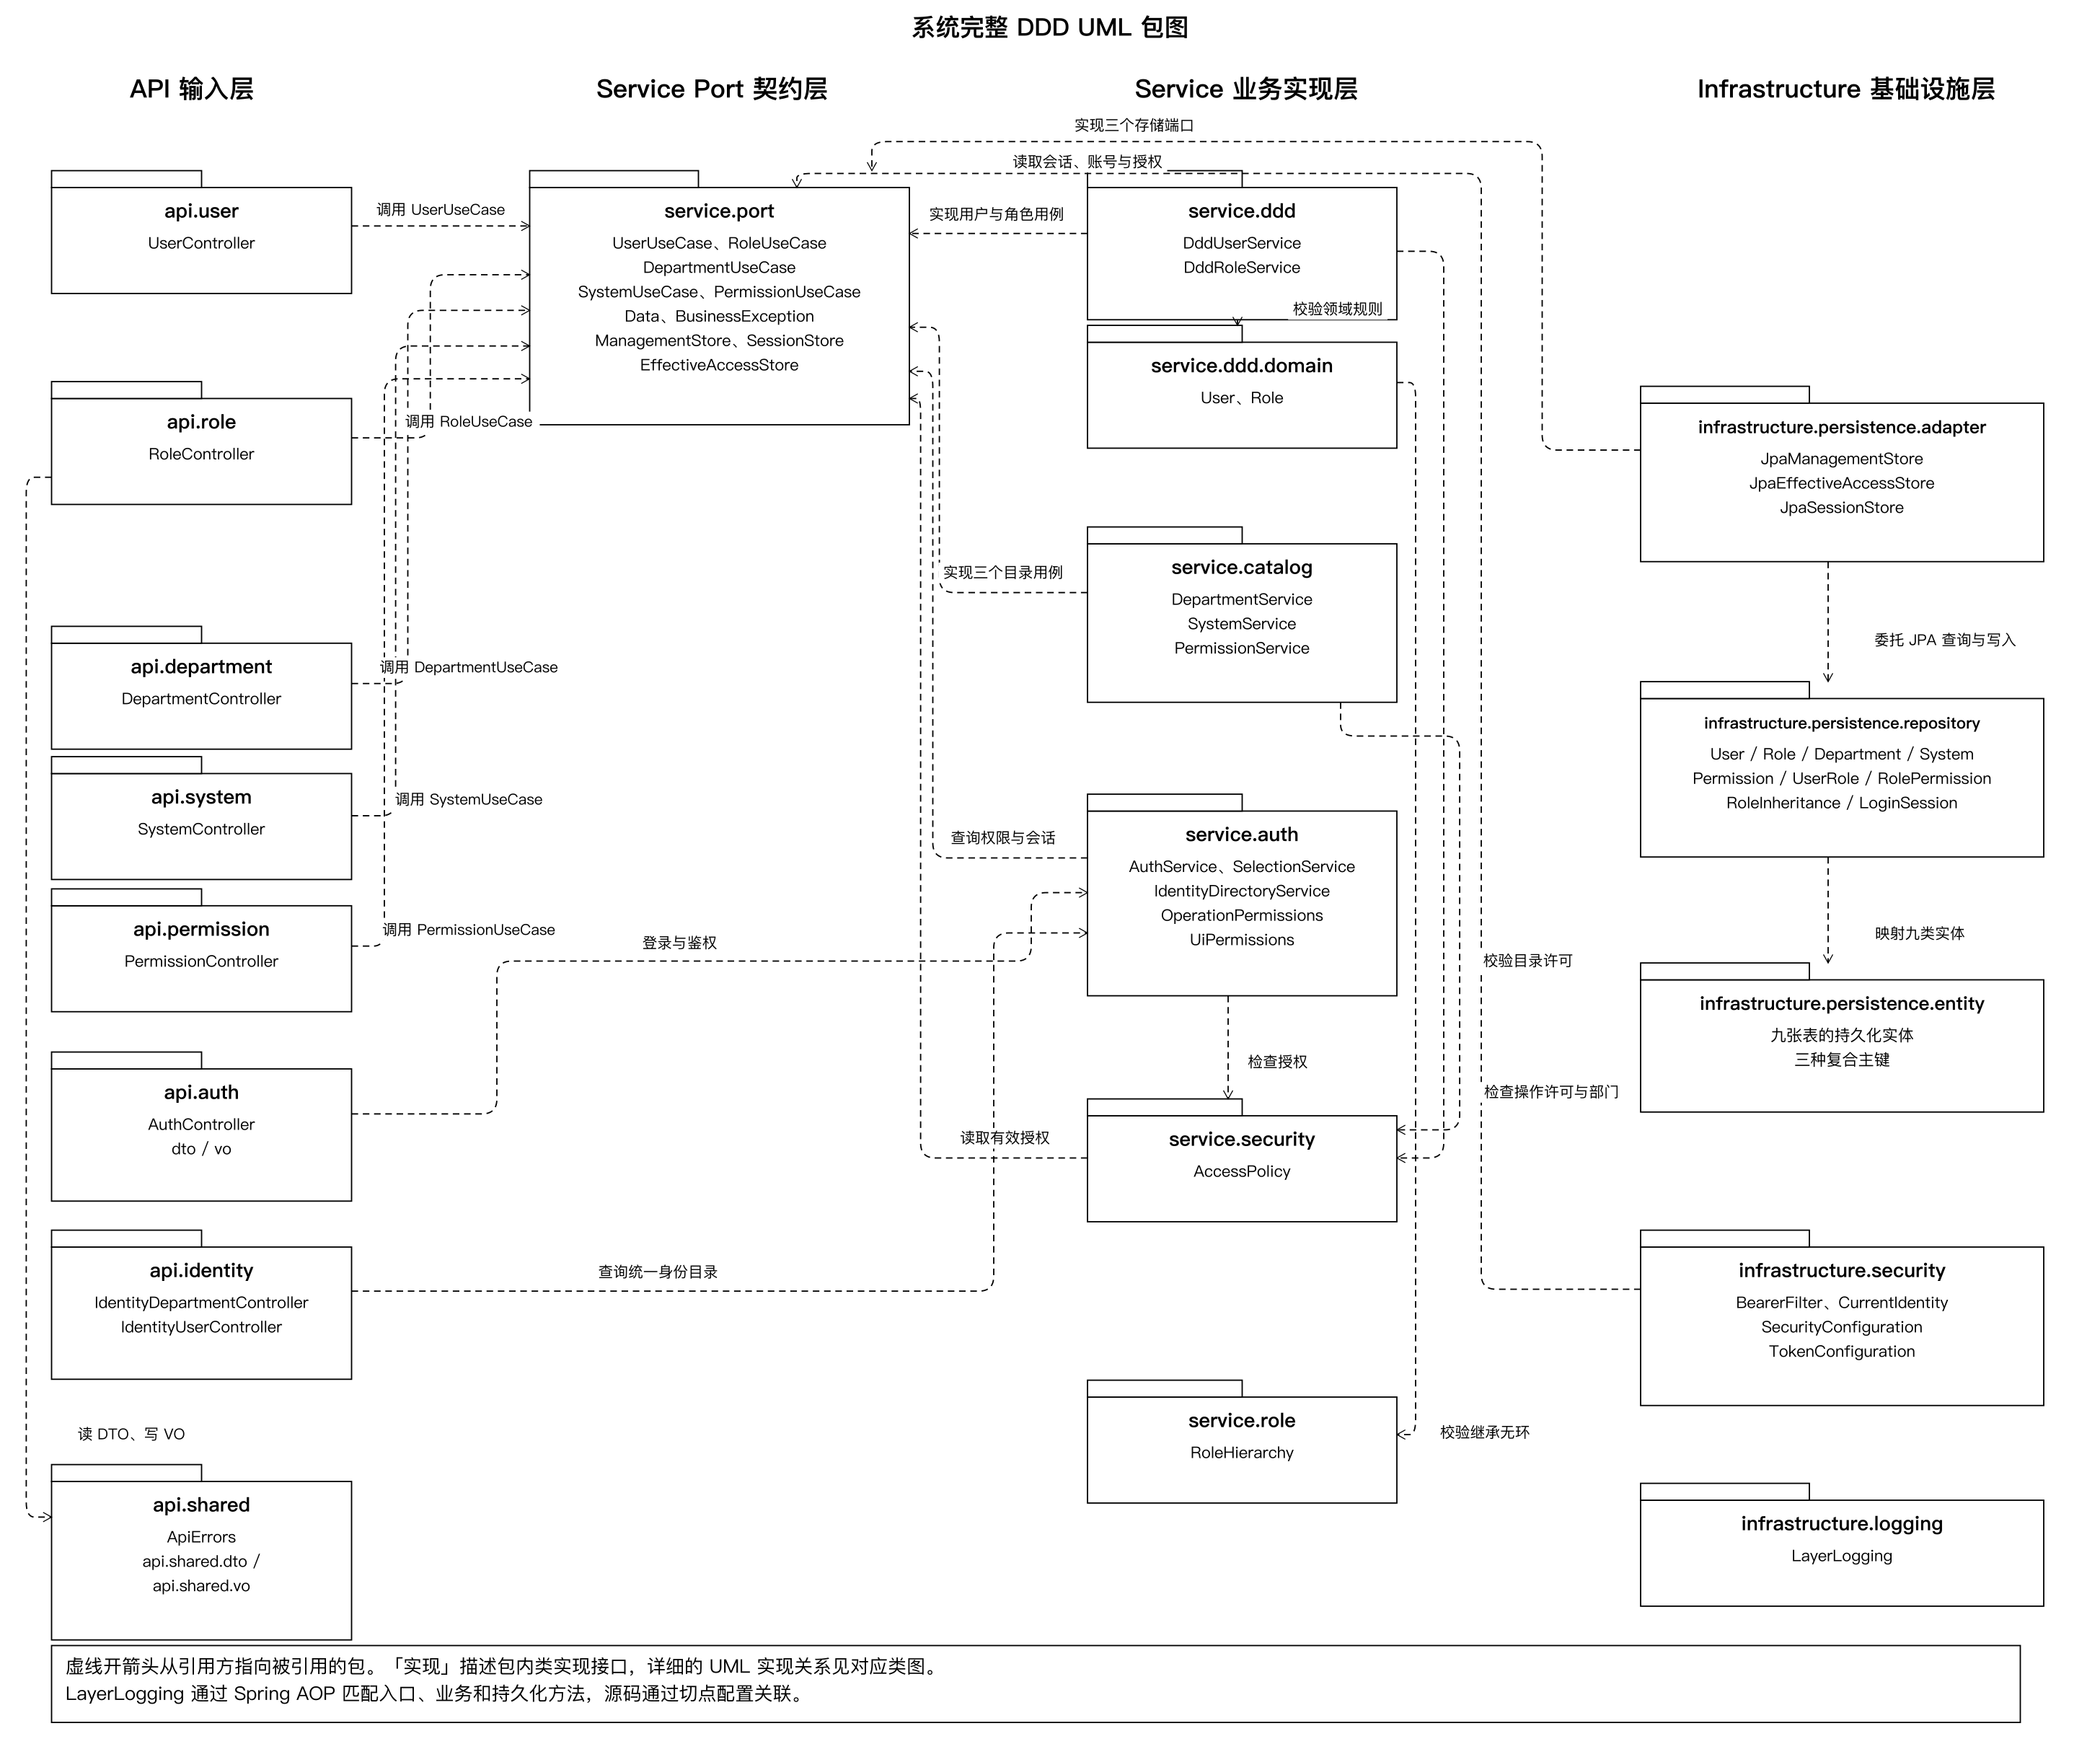 系统完整 DDD UML 包图
API 输入层
Service Port 契约层
Service 业务实现层
Infrastructure 基础设施层
实现三个存储端口
读取会话、账号与授权
api.user
UserController
调用 UserUseCase
service.port
UserUseCase、RoleUseCase
DepartmentUseCase
SystemUseCase、PermissionUseCase
Data、BusinessException
ManagementStore、SessionStore
EffectiveAccessStore
实现用户与角色用例
service.ddd
DddUserService
DddRoleService
校验领域规则
service.ddd.domain
User、Role
api.role
RoleController
调用 RoleUseCase
infrastructure.persistence.adapter
JpaManagementStore
JpaEffectiveAccessStore
JpaSessionStore
实现三个目录用例
service.catalog
DepartmentService
SystemService
PermissionService
委托 JPA 查询与写入
api.department
DepartmentController
调用 DepartmentUseCase
infrastructure.persistence.repository
User / Role / Department / System
Permission / UserRole / RolePermission
RoleInheritance / LoginSession
api.system
SystemController
调用 SystemUseCase
查询权限与会话
service.auth
AuthService、SelectionService
IdentityDirectoryService
OperationPermissions
UiPermissions
api.permission
PermissionController
调用 PermissionUseCase
登录与鉴权
校验目录许可
映射九类实体
infrastructure.persistence.entity
九张表的持久化实体
三种复合主键
检查授权
检查操作许可与部门
api.auth
AuthController
dto / vo
读取有效授权
service.security
AccessPolicy
api.identity
IdentityDepartmentController
IdentityUserController
查询统一身份目录
infrastructure.security
BearerFilter、CurrentIdentity
SecurityConfiguration
TokenConfiguration
读 DTO、写 VO
service.role
RoleHierarchy
校验继承无环
api.shared
ApiErrors
api.shared.dto /
api.shared.vo
infrastructure.logging
LayerLogging
虚线开箭头从引用方指向被引用的包。「实现」描述包内类实现接口，详细的 UML 实现关系见对应类图。
LayerLogging 通过 Spring AOP 匹配入口、业务和持久化方法，源码通过切点配置关联。